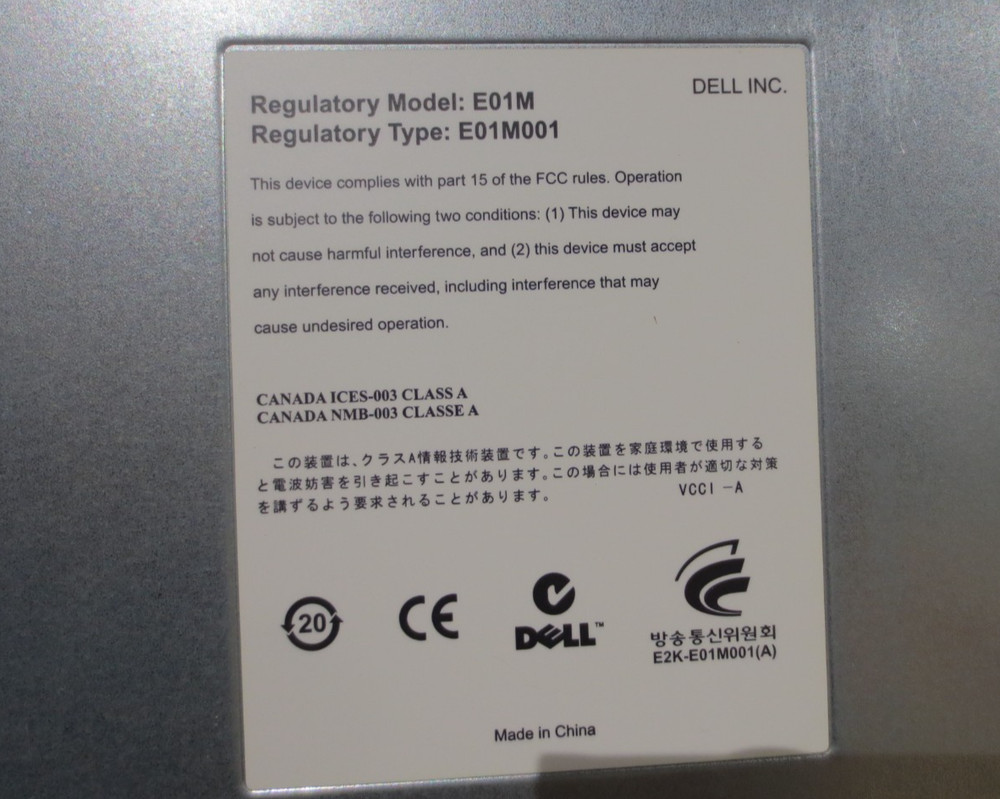 DELL INC.
Regulatory Model: E01M
Regulatory Type: E01M001
This device complies with part 15 of the FCC rules. Operation
is subject to the following two conditions: (1) This device may
not cause harmful interference, and (2) this device must accept
any interference received, including interference that may
cause undesired operation.
CANADA ICES-003 CLASS A
CANADA NMB-003 CLASSE A
この装置は、クラスA情報技術装置です。この装置を家庭環境で使用する
と電波妨害を引き起こすことがあります。この場合には使用者が適切な対策
を講ずるよう要求されることがあります。
VCCI -A
20
CE
DELL™
방송통신위원회
E2K-E01M001(A)
Made in China